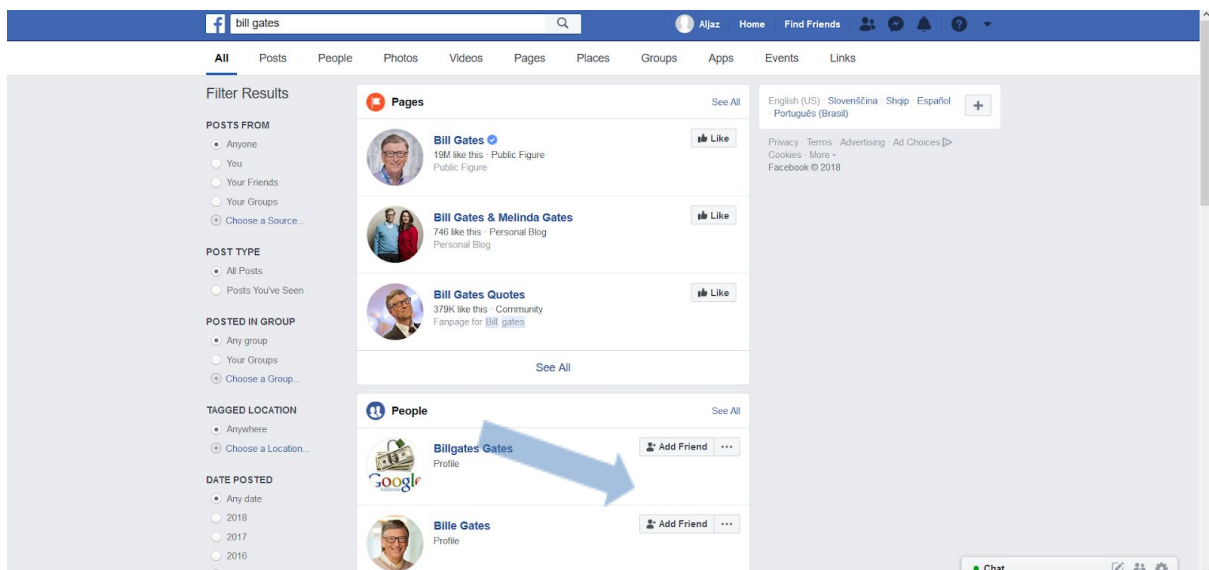 f
bill gates
Aljaz Home Find Friends
All Posts People Photos Videos Pages Places Groups Apps Events Links
Filter Results
POSTS FROM
Anyone
You
Your Friends
Your Groups
Choose a Source...
POST TYPE
All Posts
Posts You've Seen
POSTED IN GROUP
Any group
Your Groups
Choose a Group...
TAGGED LOCATION
Anywhere
Choose a Location...
DATE POSTED
Any date
2018
2017
2016
Pages See All
Bill Gates
Like
19M like this · Public Figure
Public Figure
Bill Gates & Melinda Gates
Like
746 like this · Personal Blog
Personal Blog
Bill Gates Quotes
Like
379K like this · Community
Fanpage for Bill gates
See All
People See All
Billgates Gates
Add Friend ...
Profile
Google
Bille Gates
Add Friend ...
Profile
English (US) · Slovenščina · Shqip · Español
· Português (Brasil)
+
Privacy · Terms · Advertising · Ad Choices ·
Cookies · More
Facebook © 2018
Chat